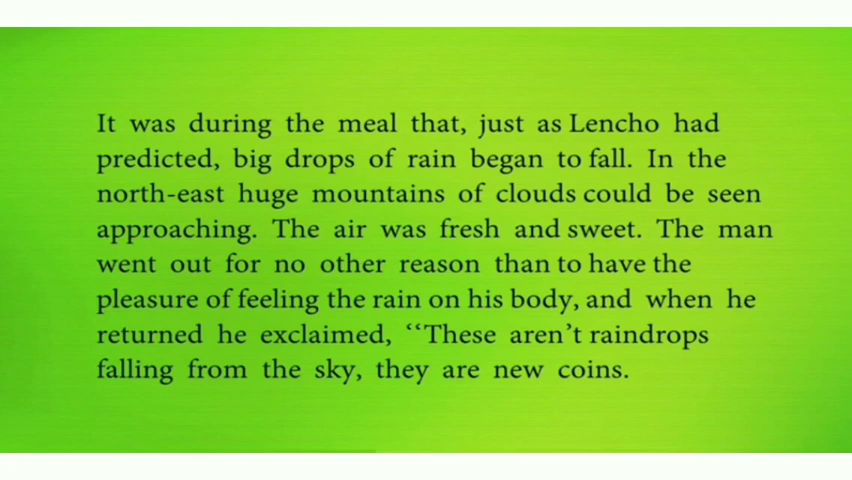 It was during the meal that, just as Lencho had
predicted, big drops of rain began to fall. In the
north-east huge mountains of clouds could be seen
approaching. The air was fresh and sweet. The man
went out for no other reason than to have the
pleasure of feeling the rain on his body, and when he
returned he exclaimed, ‘‘These aren’t raindrops
falling from the sky, they are new coins.